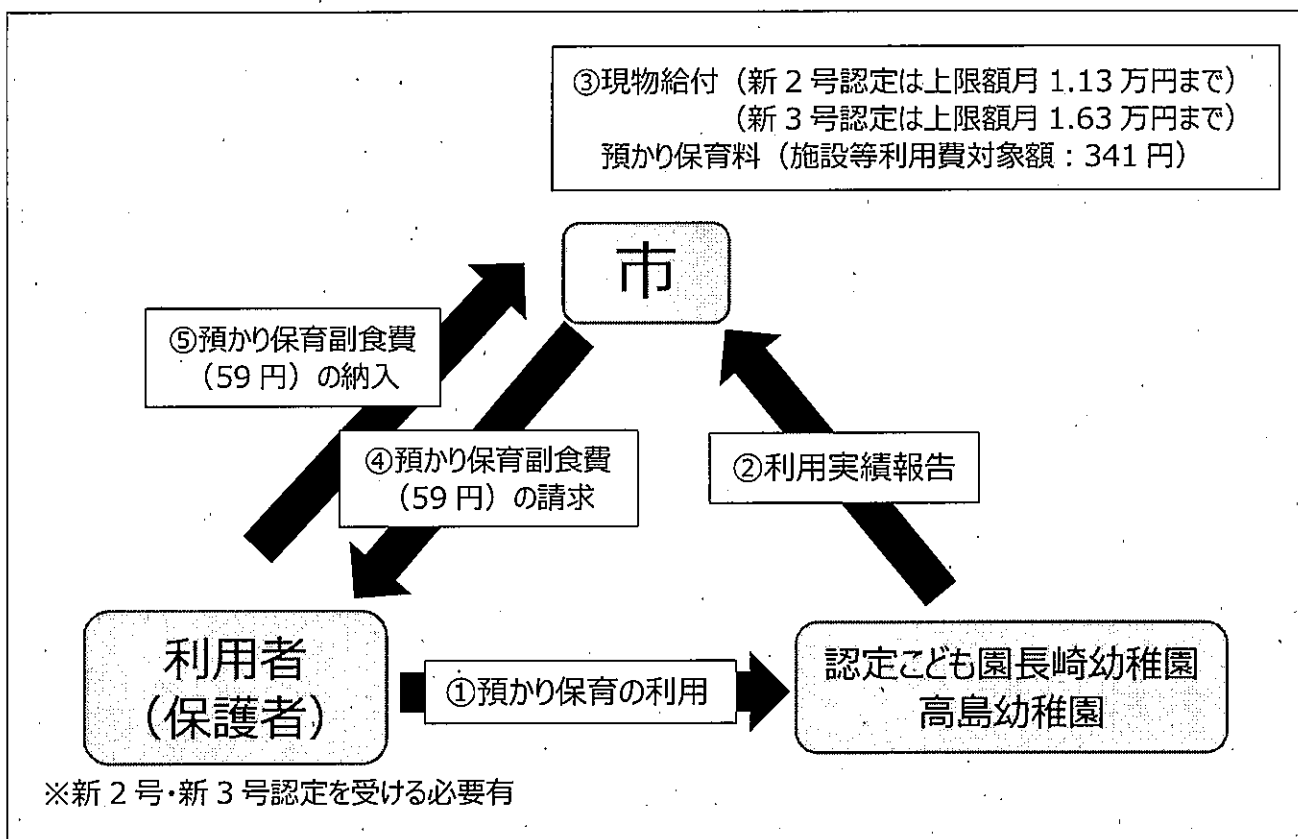 ③現物給付（新２号認定は上限額月 1.13 万円まで）
（新３号認定は上限額月 1.63 万円まで）
預かり保育料（施設等利用費対象額：341 円）
市
⑤預かり保育副食費
（59 円）の納入
④預かり保育副食費
（59 円）の請求
②利用実績報告
利用者
（保護者）
①預かり保育の利用
認定こども園長崎幼稚園
高島幼稚園
※新２号・新３号認定を受ける必要有